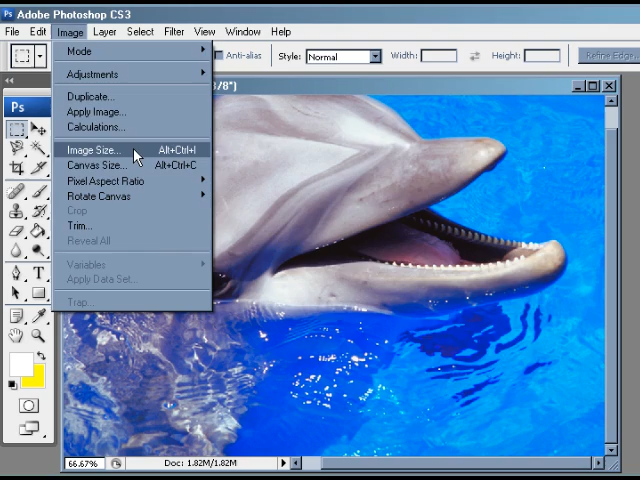 Ps Adobe Photoshop CS3
File Edit Image Layer Select Filter View Window Help
Anti-alias Style: Normal Width: Height: Refine Edge...
Mode
Adjustments
Duplicate...
Apply Image...
Calculations...
Image Size... Alt+Ctrl+I
Canvas Size... Alt+Ctrl+C
Pixel Aspect Ratio
Rotate Canvas
Crop
Trim...
Reveal All
Variables
Apply Data Set...
Trap...
/8*)
Ps
T
66.67% Doc: 1.82M/1.82M